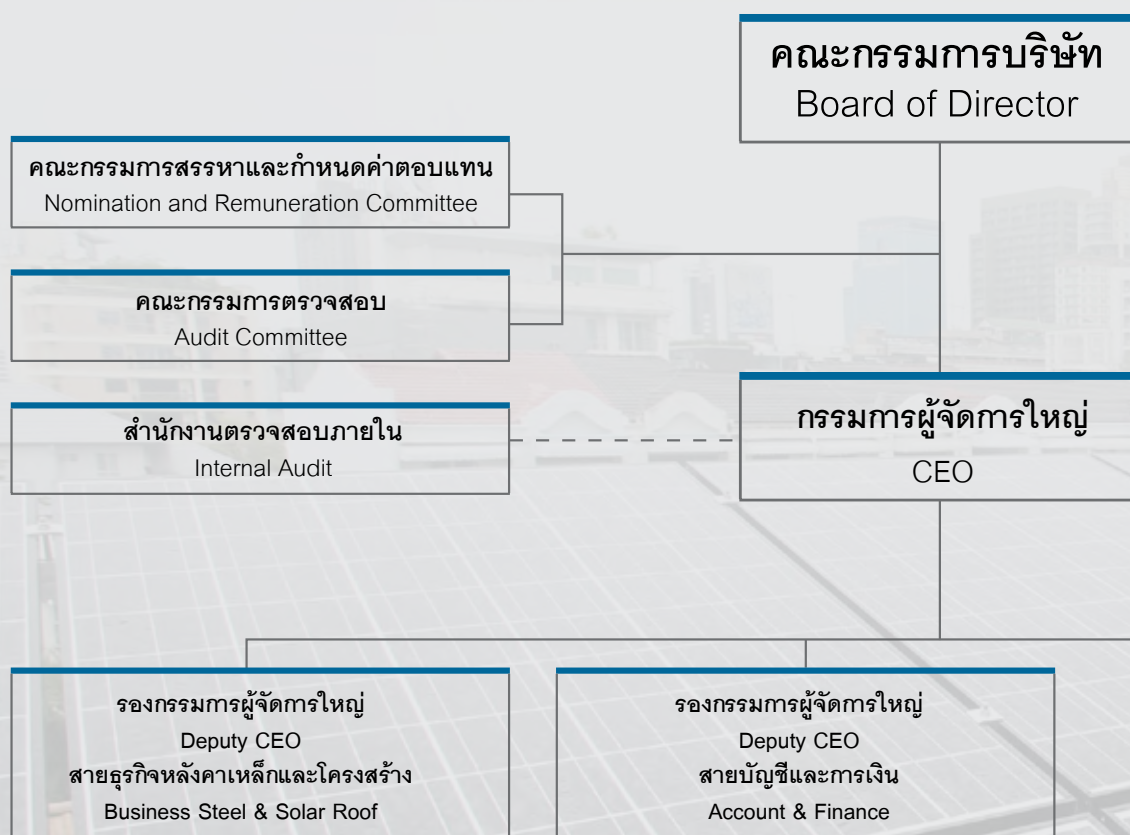 คณะกรรมการบริษัท
Board of Director
คณะกรรมการสรรหาและกำหนดค่าตอบแทน
Nomination and Remuneration Committee
คณะกรรมการตรวจสอบ
Audit Committee
สำนักงานตรวจสอบภายใน
Internal Audit
กรรมการผู้จัดการใหญ่
CEO
รองกรรมการผู้จัดการใหญ่
Deputy CEO
สายธุรกิจหลังคาเหล็กและโครงสร้าง
Business Steel & Solar Roof
รองกรรมการผู้จัดการใหญ่
Deputy CEO
สายบัญชีและการเงิน
Account & Finance